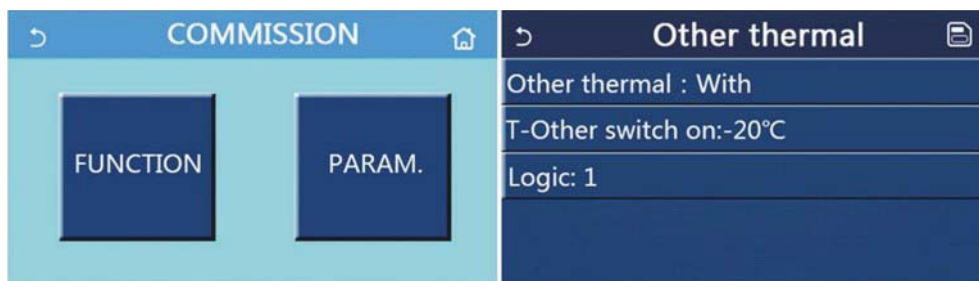 COMMISSION
FUNCTION
PARAM.
Other thermal
Other thermal : With
T-Other switch on:-20℃
Logic: 1